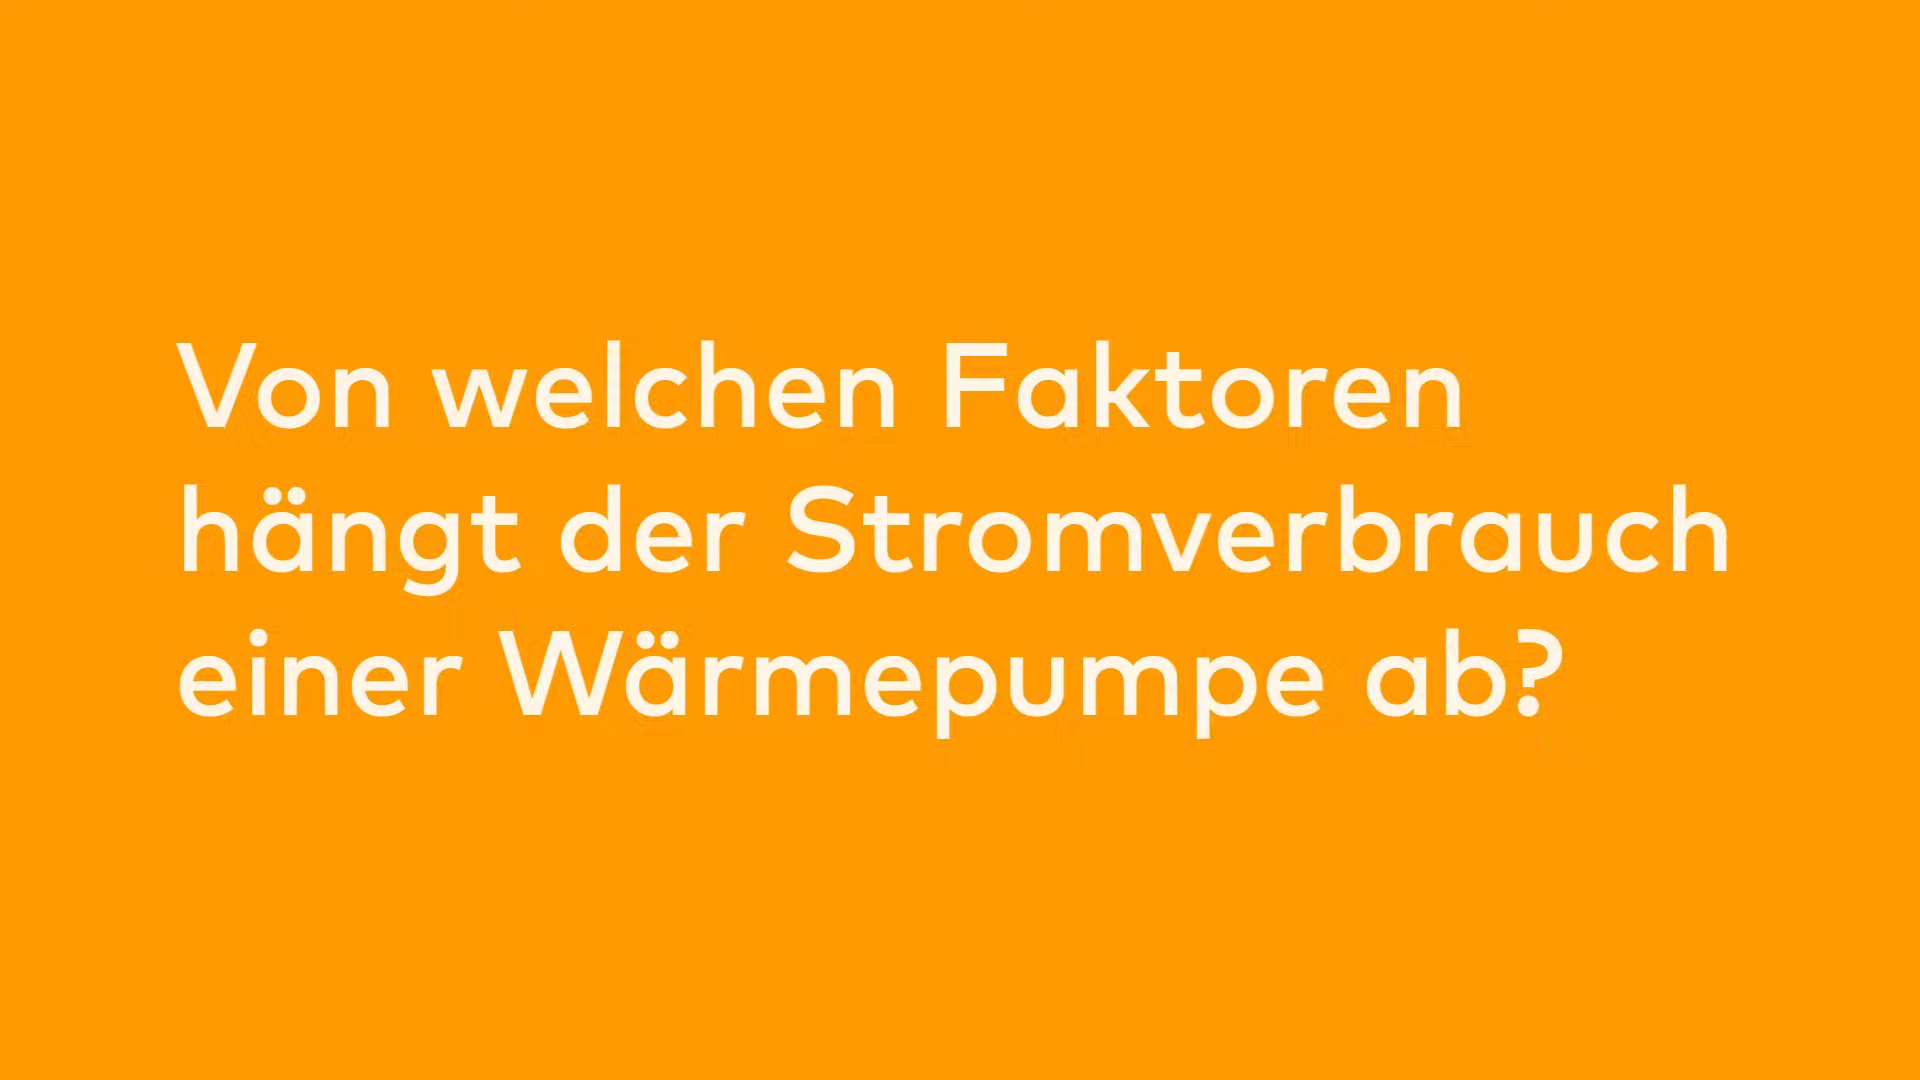 Von welchen Faktoren
hängt der Stromverbrauch
einer Wärmepumpe ab?